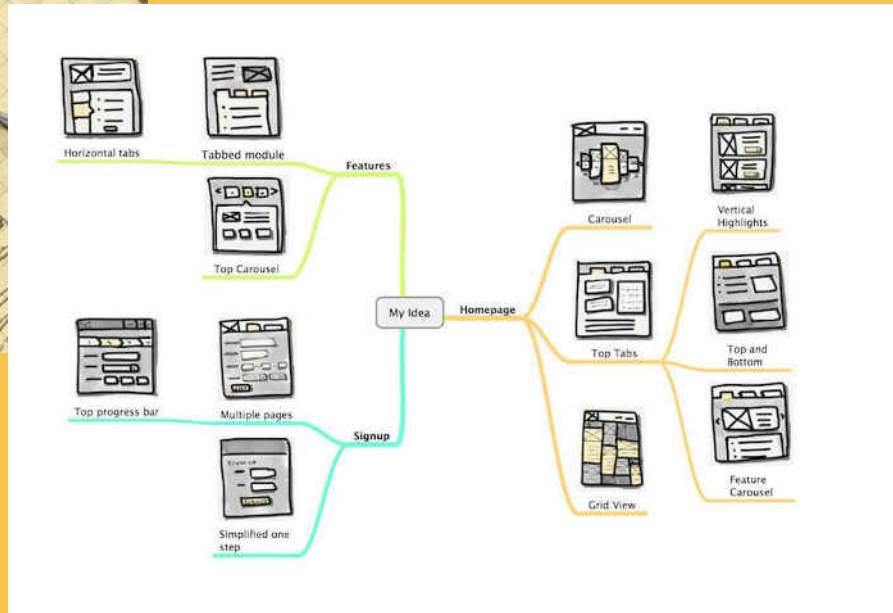 Horizontal tabs
Tabbed module
Features
Top Carousel
My Idea
Top progress bar
Multiple pages
Signup
Simplified one
step
Homepage
Carousel
Vertical
Highlights
Top Tabs
Top and
Bottom
Grid View
Feature
Carousel